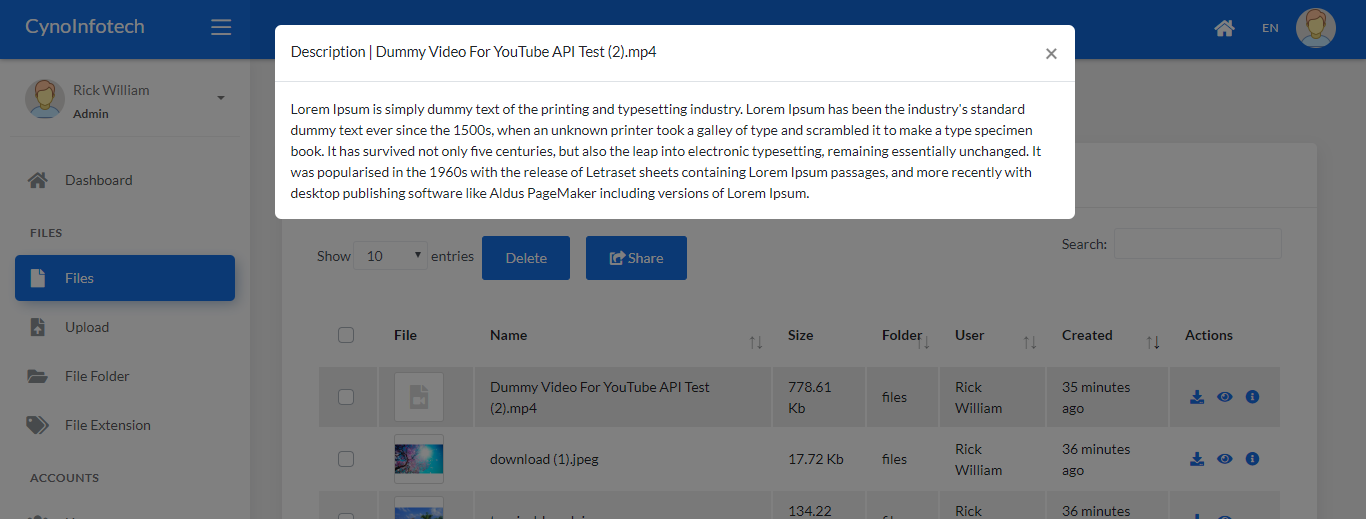 CynoInfotech
EN
Description | Dummy Video For YouTube API Test (2).mp4
×
Lorem Ipsum is simply dummy text of the printing and typesetting industry. Lorem Ipsum has been the industry's standard
dummy text ever since the 1500s, when an unknown printer took a galley of type and scrambled it to make a type specimen
book. It has survived not only five centuries, but also the leap into electronic typesetting, remaining essentially unchanged. It
was popularised in the 1960s with the release of Letraset sheets containing Lorem Ipsum passages, and more recently with
desktop publishing software like Aldus PageMaker including versions of Lorem Ipsum.
Rick William
Admin
Dashboard
FILES
Files
Upload
File Folder
File Extension
ACCOUNTS
Show 10 entries Delete Share Search:
File Name Size Folder User Created Actions
Dummy Video For YouTube API Test
(2).mp4
778.61
Kb
files
Rick
William
35 minutes
ago
download (1).jpeg
17.72 Kb
files
Rick
William
36 minutes
ago
134.22
Rick
36 minutes